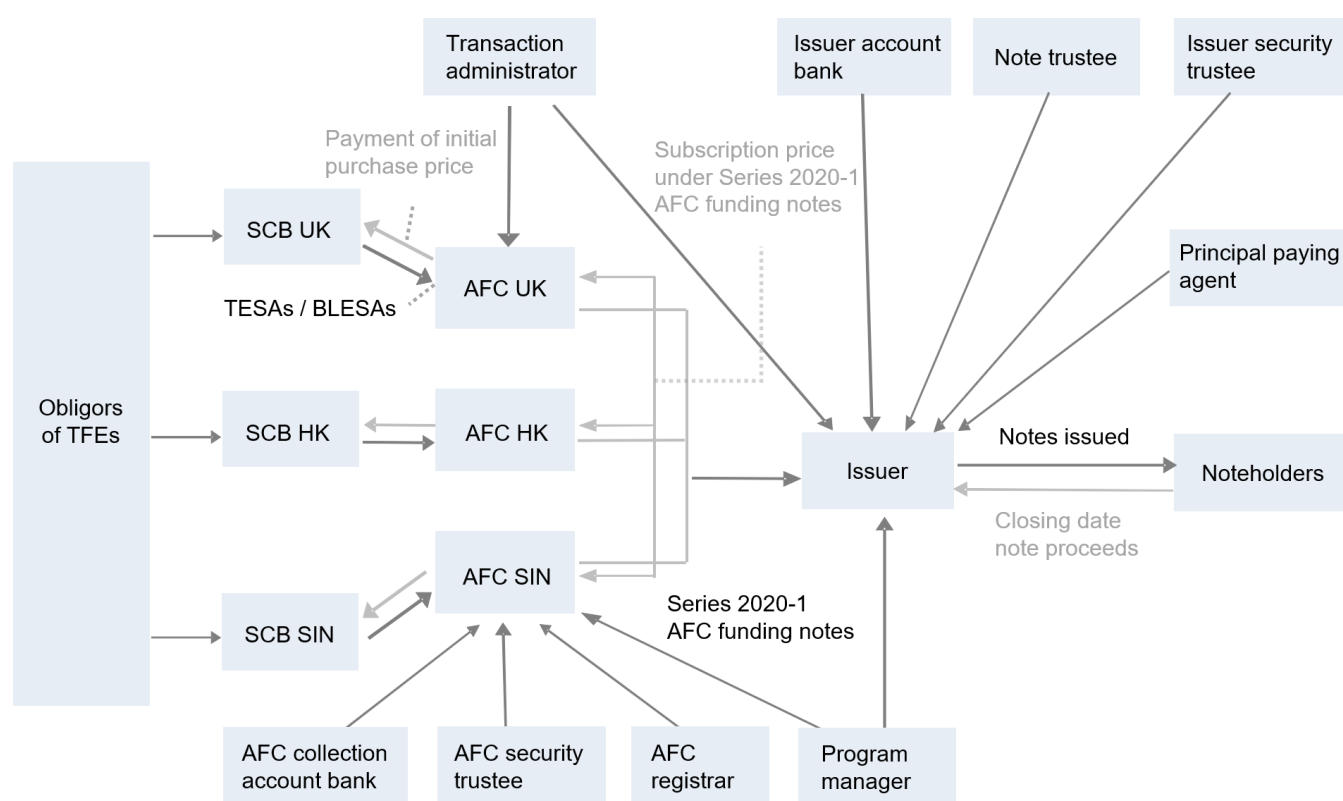 Transaction
administrator
Issuer account
bank
Note trustee
Issuer security
trustee
Payment of initial
purchase price
Subscription price
under Series 2020-1
AFC funding notes
SCB UK
AFC UK
Principal paying
agent
TESAs / BLESAs
Obligors
of TFEs
SCB HK
AFC HK
Issuer
Notes issued
Noteholders
Closing date
note proceeds
AFC SIN
SCB SIN
Series 2020-1
AFC funding notes
AFC collection
account bank
AFC security
trustee
AFC
registrar
Program
manager